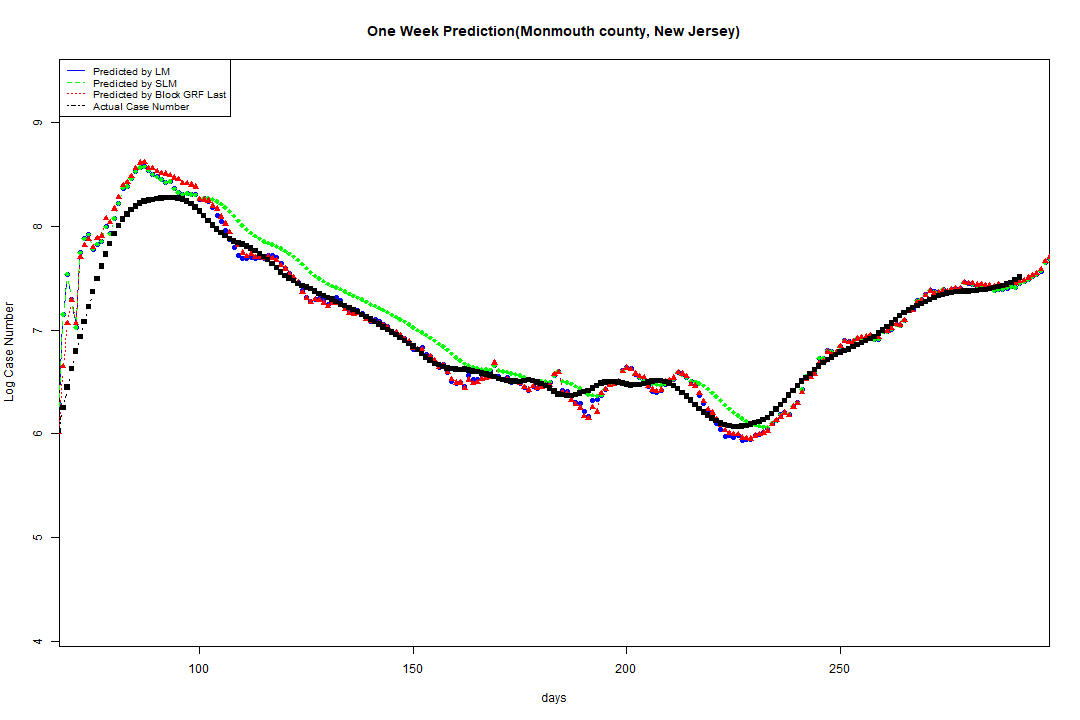 One Week Prediction(Monmouth county, New Jersey)
Predicted by LM
Predicted by SLM
Predicted by Block GRF Last
Actual Case Number
9
8
7
6
5
4
Log Case Number
100 150 200 250
days